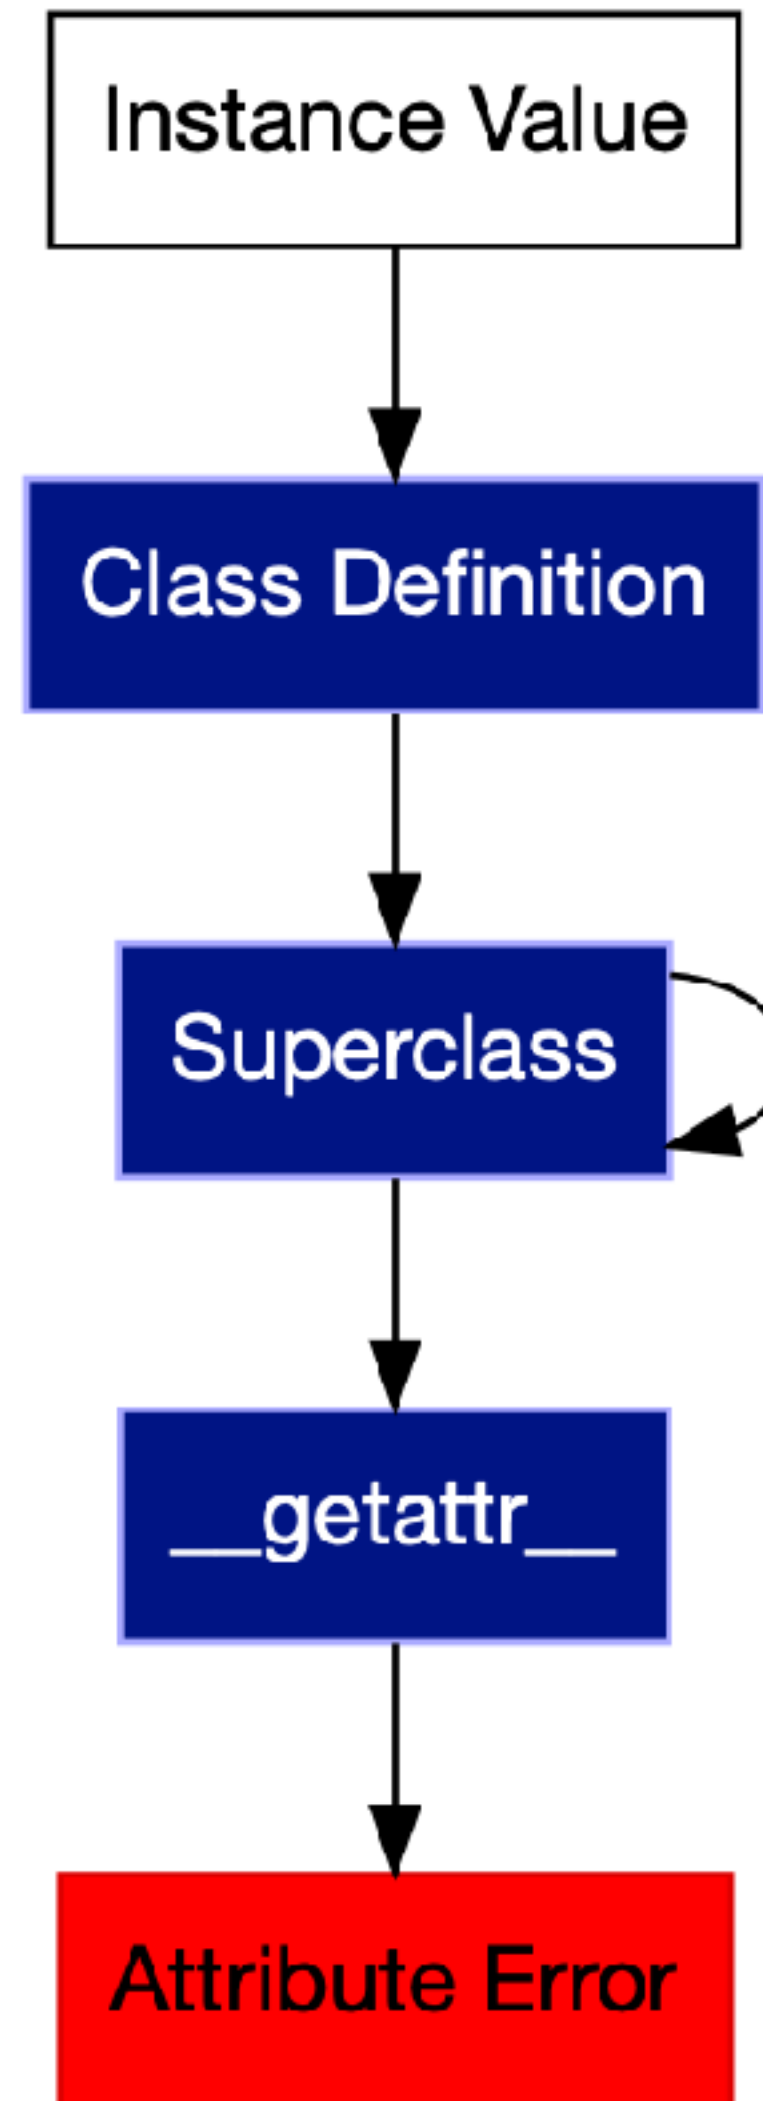 Instance Value
Class Definition
Superclass
__getattr__
Attribute Error